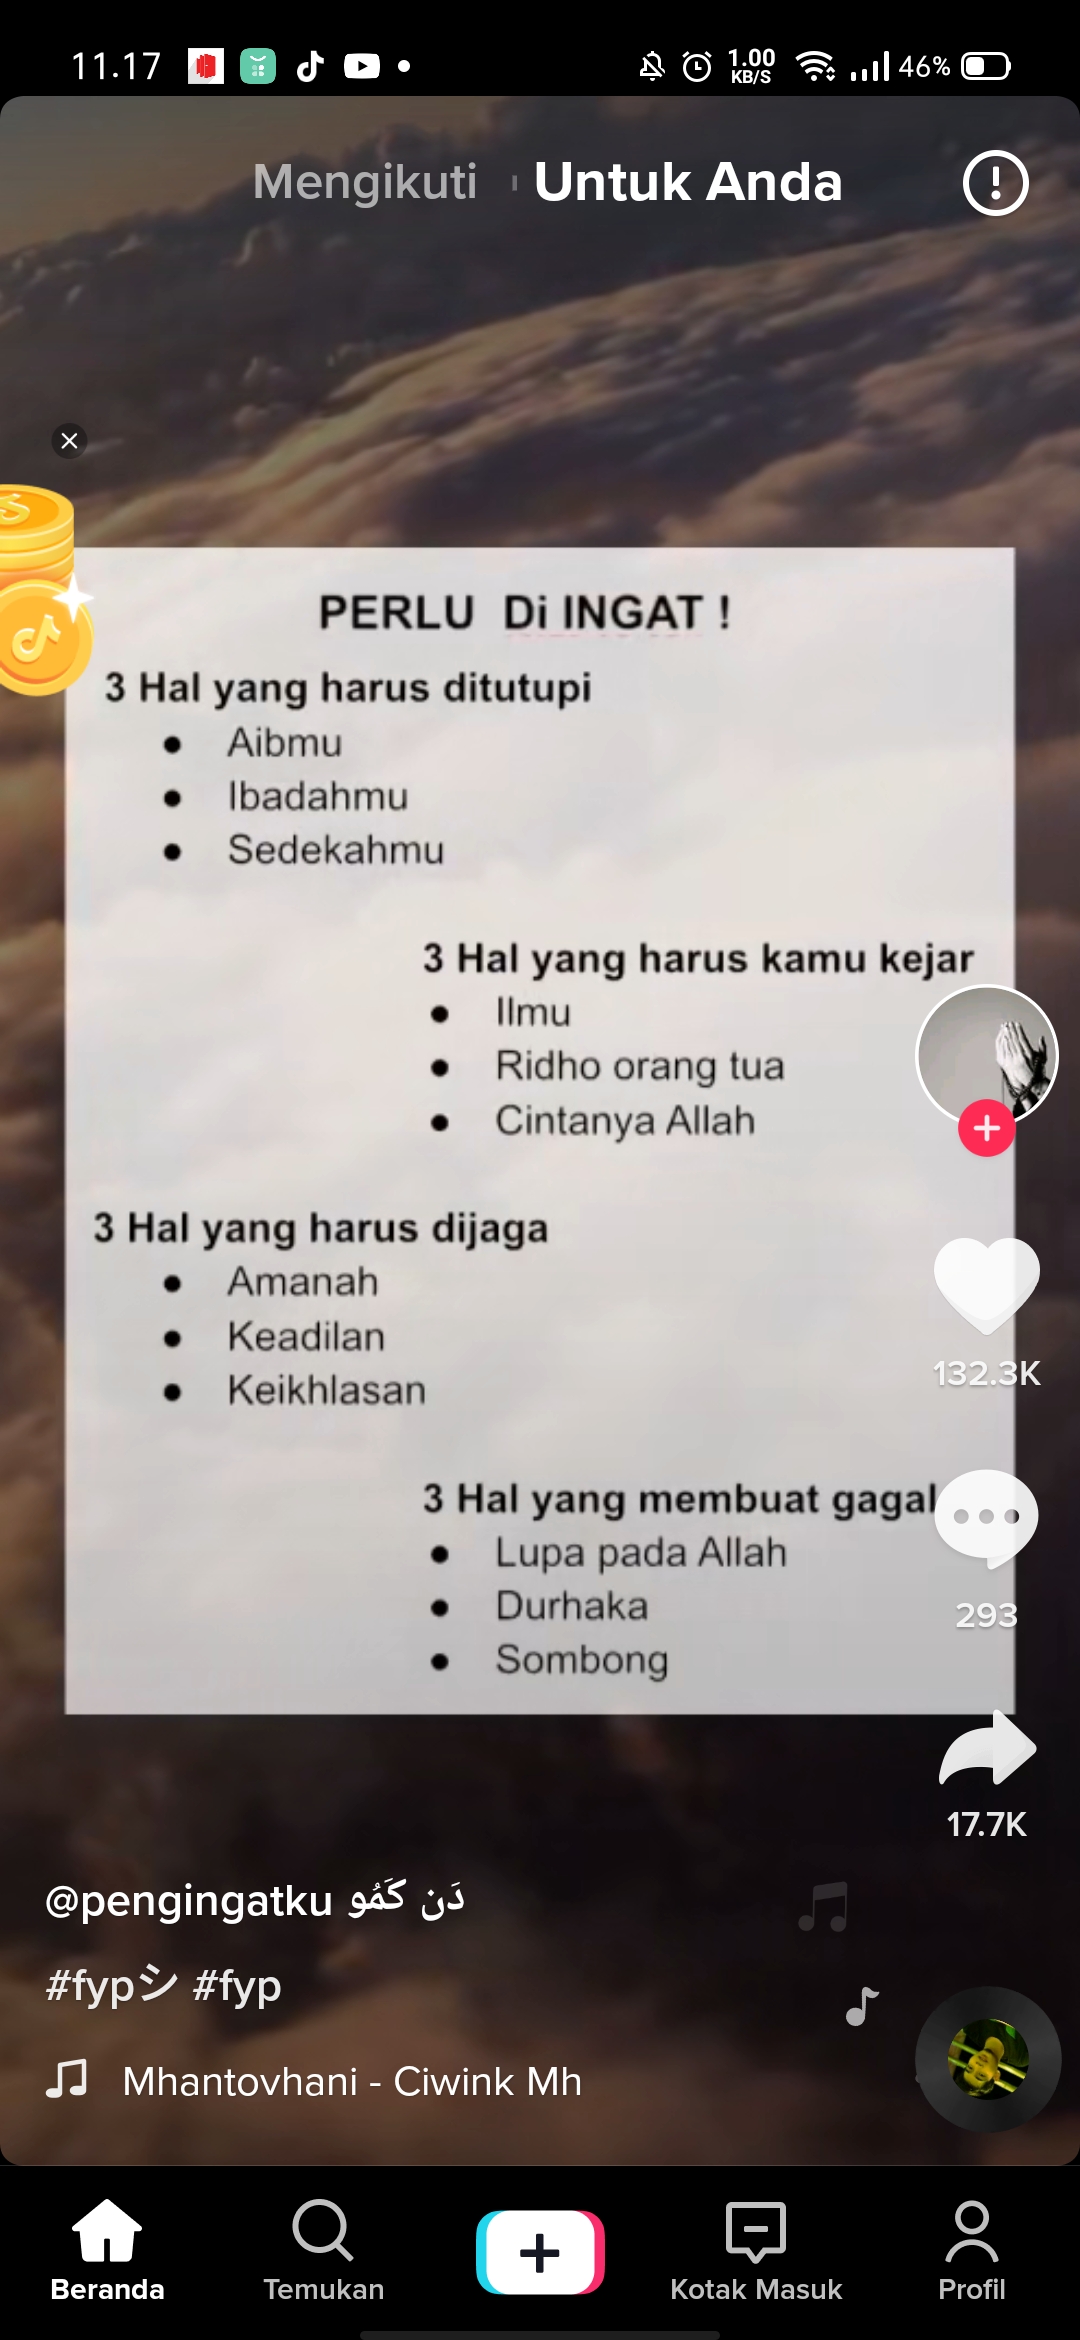 11.17
1.00
KB/S
46%
Mengikuti
Untuk Anda
PERLU Di INGAT !
3 Hal yang harus ditutupi
● Aibmu
● Ibadahmu
● Sedekahmu
3 Hal yang harus kamu kejar
● Ilmu
● Ridho orang tua
● Cintanya Allah
3 Hal yang harus dijaga
● Amanah
● Keadilan
● Keikhlasan
3 Hal yang membuat gagal
● Lupa pada Allah
● Durhaka
● Sombong
132.3K
293
17.7K
@pengingatku دَن كَمُو
#fypシ #fyp
Mhantovhani - Ciwink Mh
Beranda
Temukan
Kotak Masuk
Profil